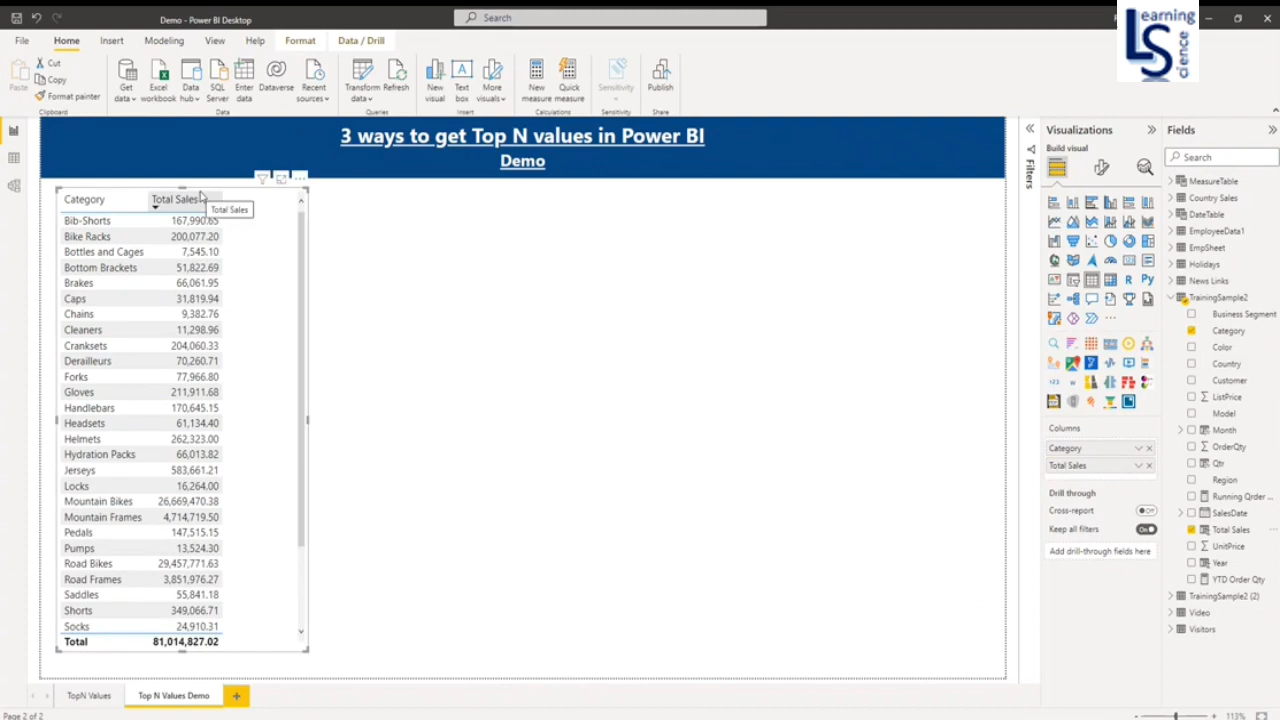 Demo - Power BI Desktop
Search
Learning
Science
File
Home
Insert
Modeling
View
Help
Format
Data / Drill
Paste
Cut
Copy
Format painter
Clipboard
Get data
Excel workbook
Data hub
SQL Server
Enter data
Dataverse
Recent sources
Data
Transform data
Refresh
Queries
New visual
Text box
More visuals
Insert
New measure
Quick measure
Calculations
Sensitivity
Sensitivity
Publish
Share
3 ways to get Top N values in Power BI
Demo
Category Total Sales
Total Sales
Bib-Shorts 167,990.65
Bike Racks 200,077.20
Bottles and Cages 7,545.10
Bottom Brackets 51,822.69
Brakes 66,061.95
Caps 31,819.94
Chains 9,382.76
Cleaners 11,298.96
Cranksets 204,060.33
Derailleurs 70,260.71
Forks 77,966.80
Gloves 211,911.68
Handlebars 170,645.15
Headsets 61,134.40
Helmets 262,323.00
Hydration Packs 66,013.82
Jerseys 583,661.21
Locks 16,264.00
Mountain Bikes 26,669,470.38
Mountain Frames 4,714,719.50
Pedals 147,515.15
Pumps 13,524.30
Road Bikes 29,457,771.63
Road Frames 3,851,976.27
Saddles 55,841.18
Shorts 349,066.71
Socks 24,910.31
Total 81,014,827.02
Filters
Visualizations
Build visual
R
Py
Columns
Category
Total Sales
Drill through
Cross-report
Off
Keep all filters
On
Add drill-through fields here
Fields
Search
MeasureTable
Country Sales
DateTable
EmployeeData1
EmpSheet
Holidays
News Links
TrainingSample2
Business Segment
Category
Color
Country
Customer
ListPrice
Model
Month
OrderQty
Qtr
Region
Running Qrder ...
SalesDate
Total Sales
UnitPrice
Year
YTD Order Qty
TrainingSample2 (2)
Video
Visitors
TopN Values
Top N Values Demo
Page 2 of 2
113%